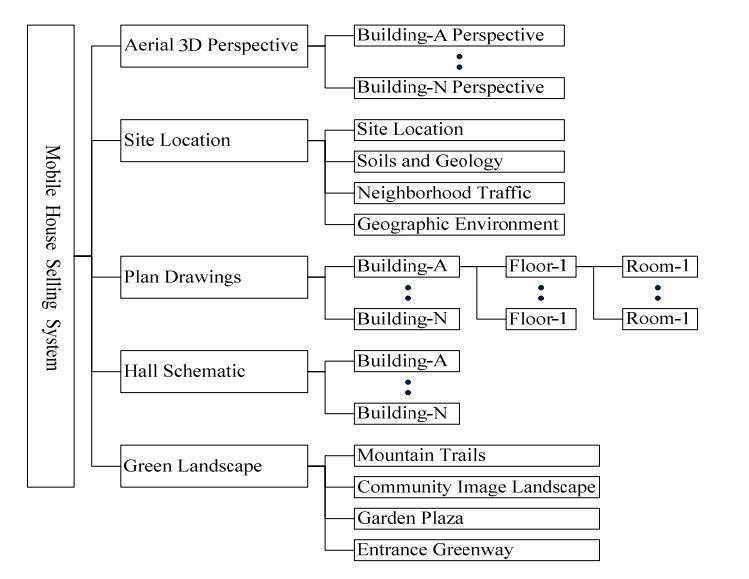 Mobile House Selling System
Aerial 3D Perspective
Building-A Perspective
Building-N Perspective
Site Location
Site Location
Soils and Geology
Neighborhood Traffic
Geographic Environment
Plan Drawings
Building-A
Floor-1
Room-1
Building-N
Floor-1
Room-1
Hall Schematic
Building-A
Building-N
Green Landscape
Mountain Trails
Community Image Landscape
Garden Plaza
Entrance Greenway